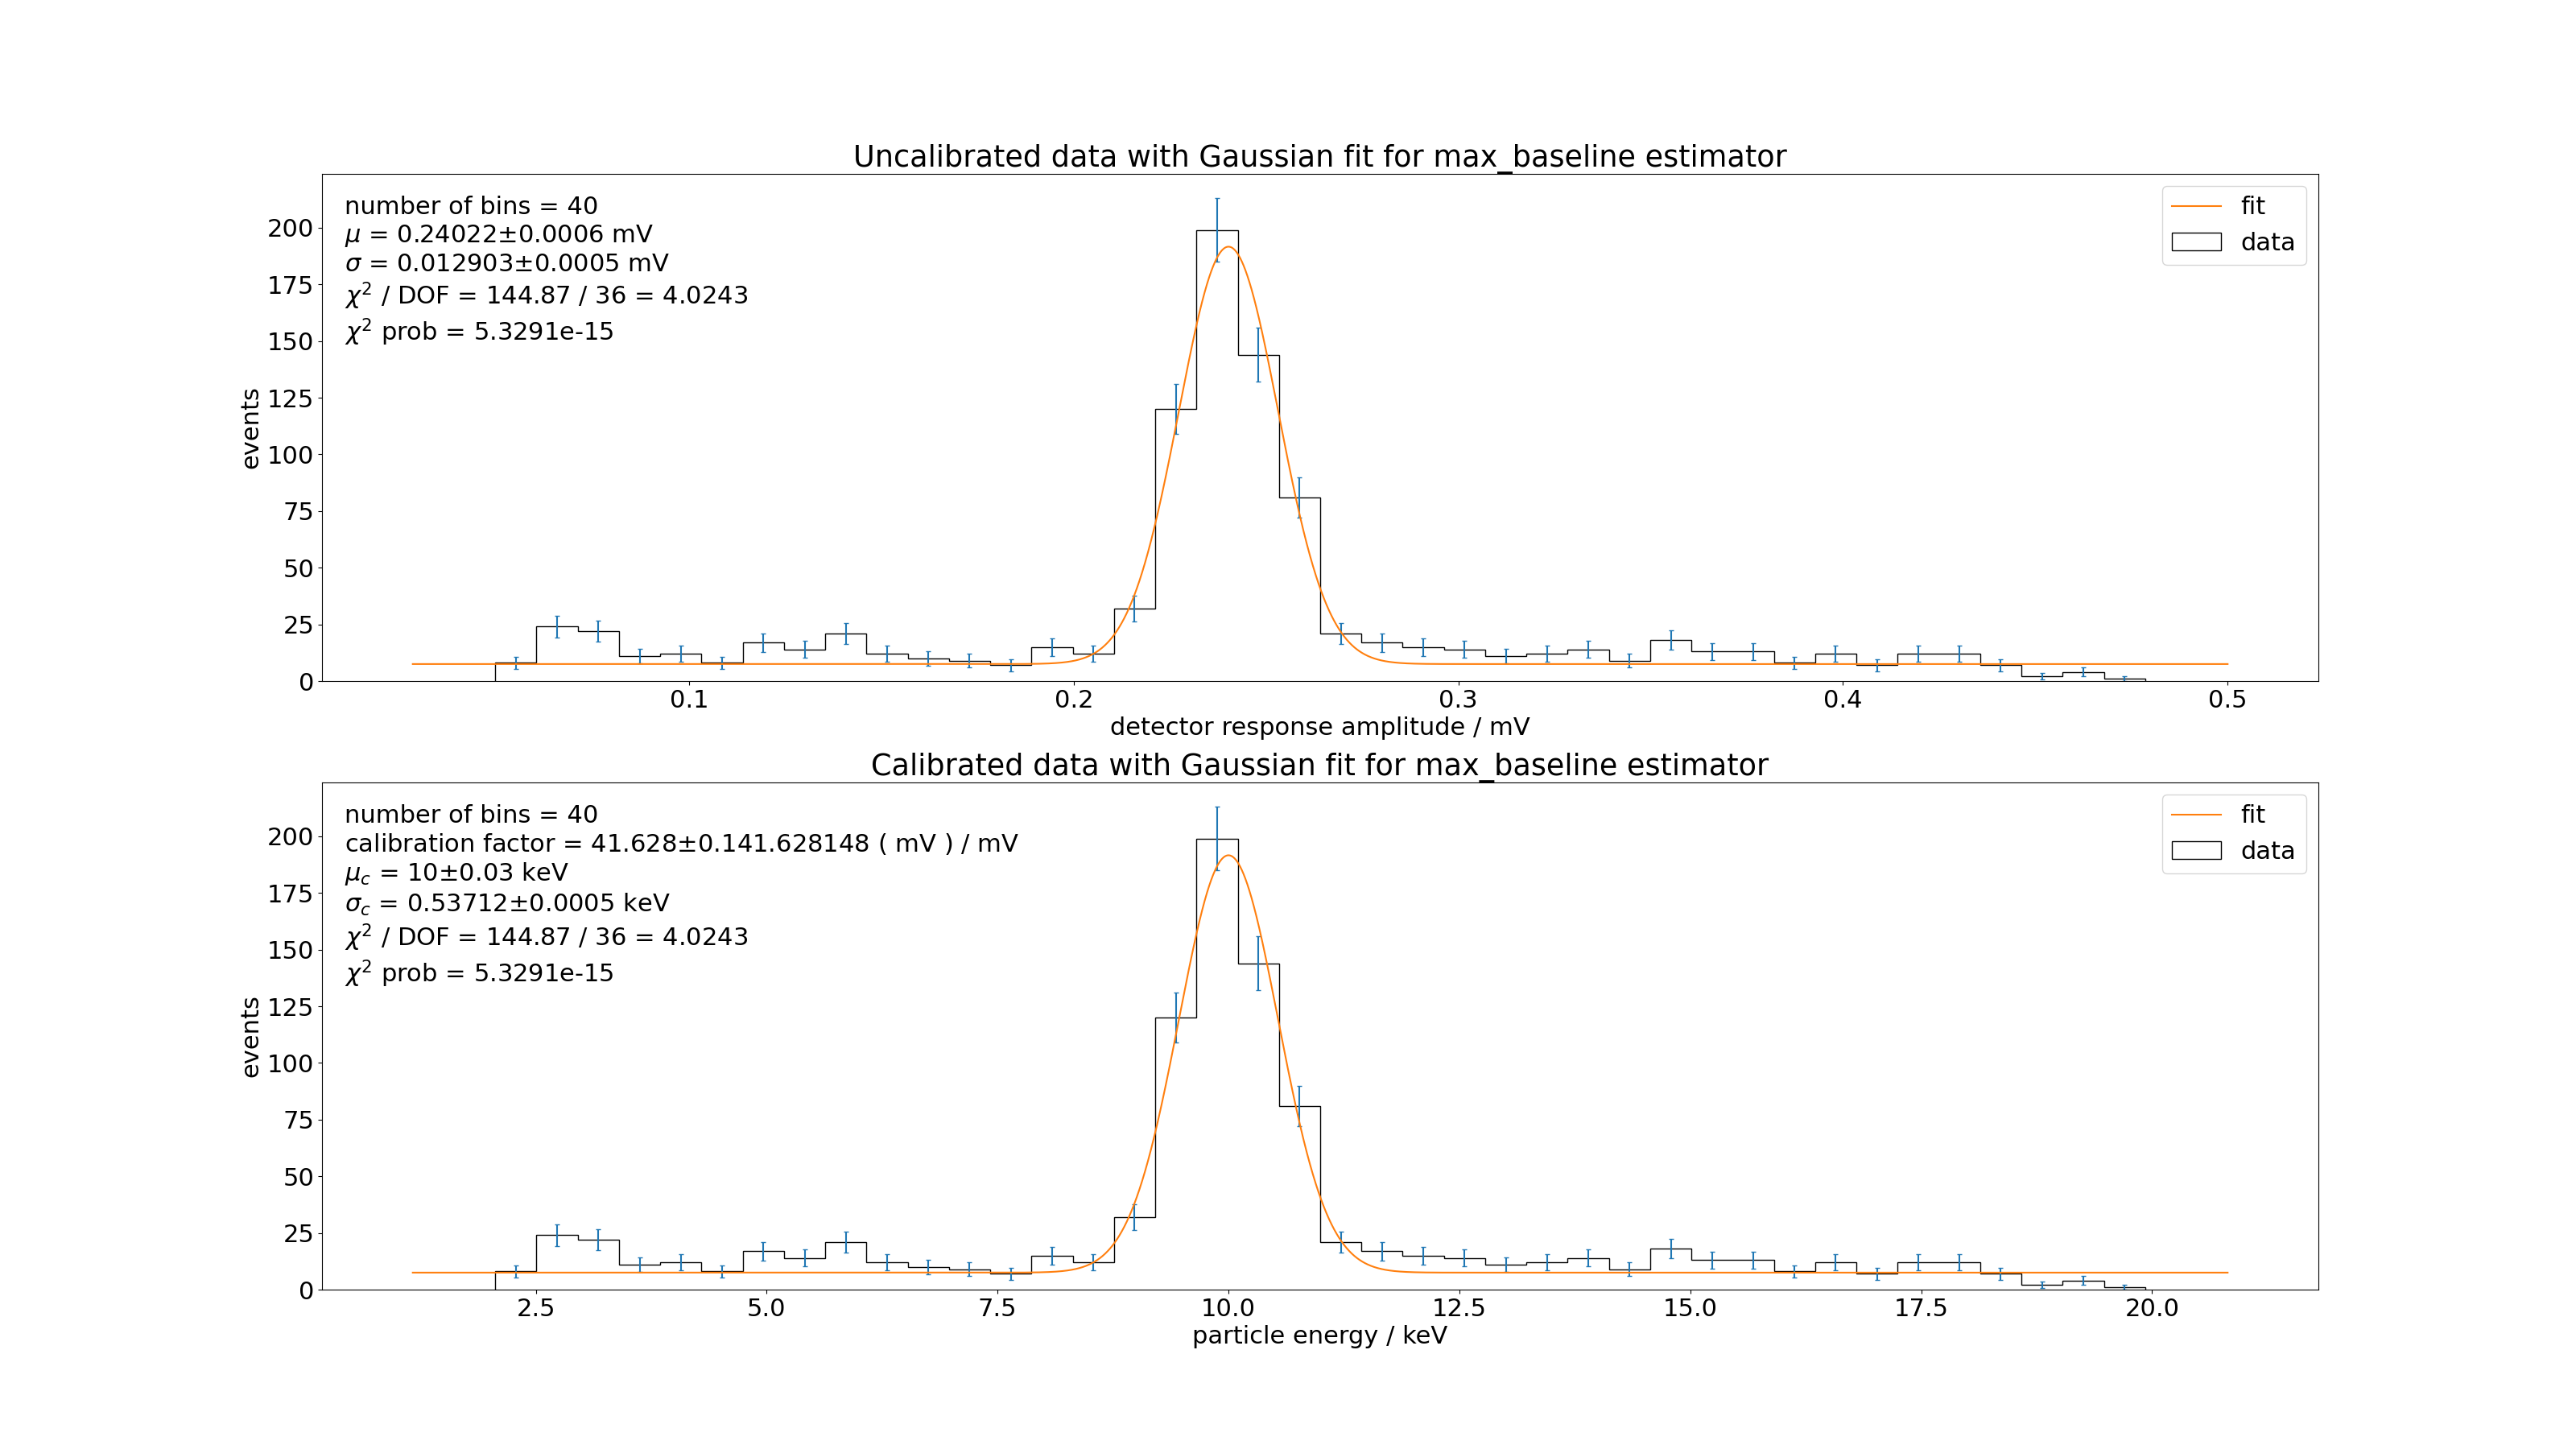 Uncalibrated data with Gaussian fit for max_baseline estimator
number of bins = 40
μ = 0.24022±0.0006 mV
σ = 0.012903±0.0005 mV
χ² / DOF = 144.87 / 36 = 4.0243
χ² prob = 5.3291e-15
fit
data
events
200
175
150
125
100
75
50
25
0
0.1 0.2 0.3 0.4 0.5
detector response amplitude / mV
Calibrated data with Gaussian fit for max_baseline estimator
number of bins = 40
calibration factor = 41.628±0.141.628148 ( mV ) / mV
μc = 10±0.03 keV
σc = 0.53712±0.0005 keV
χ² / DOF = 144.87 / 36 = 4.0243
χ² prob = 5.3291e-15
fit
data
events
200
175
150
125
100
75
50
25
0
2.5 5.0 7.5 10.0 12.5 15.0 17.5 20.0
particle energy / keV